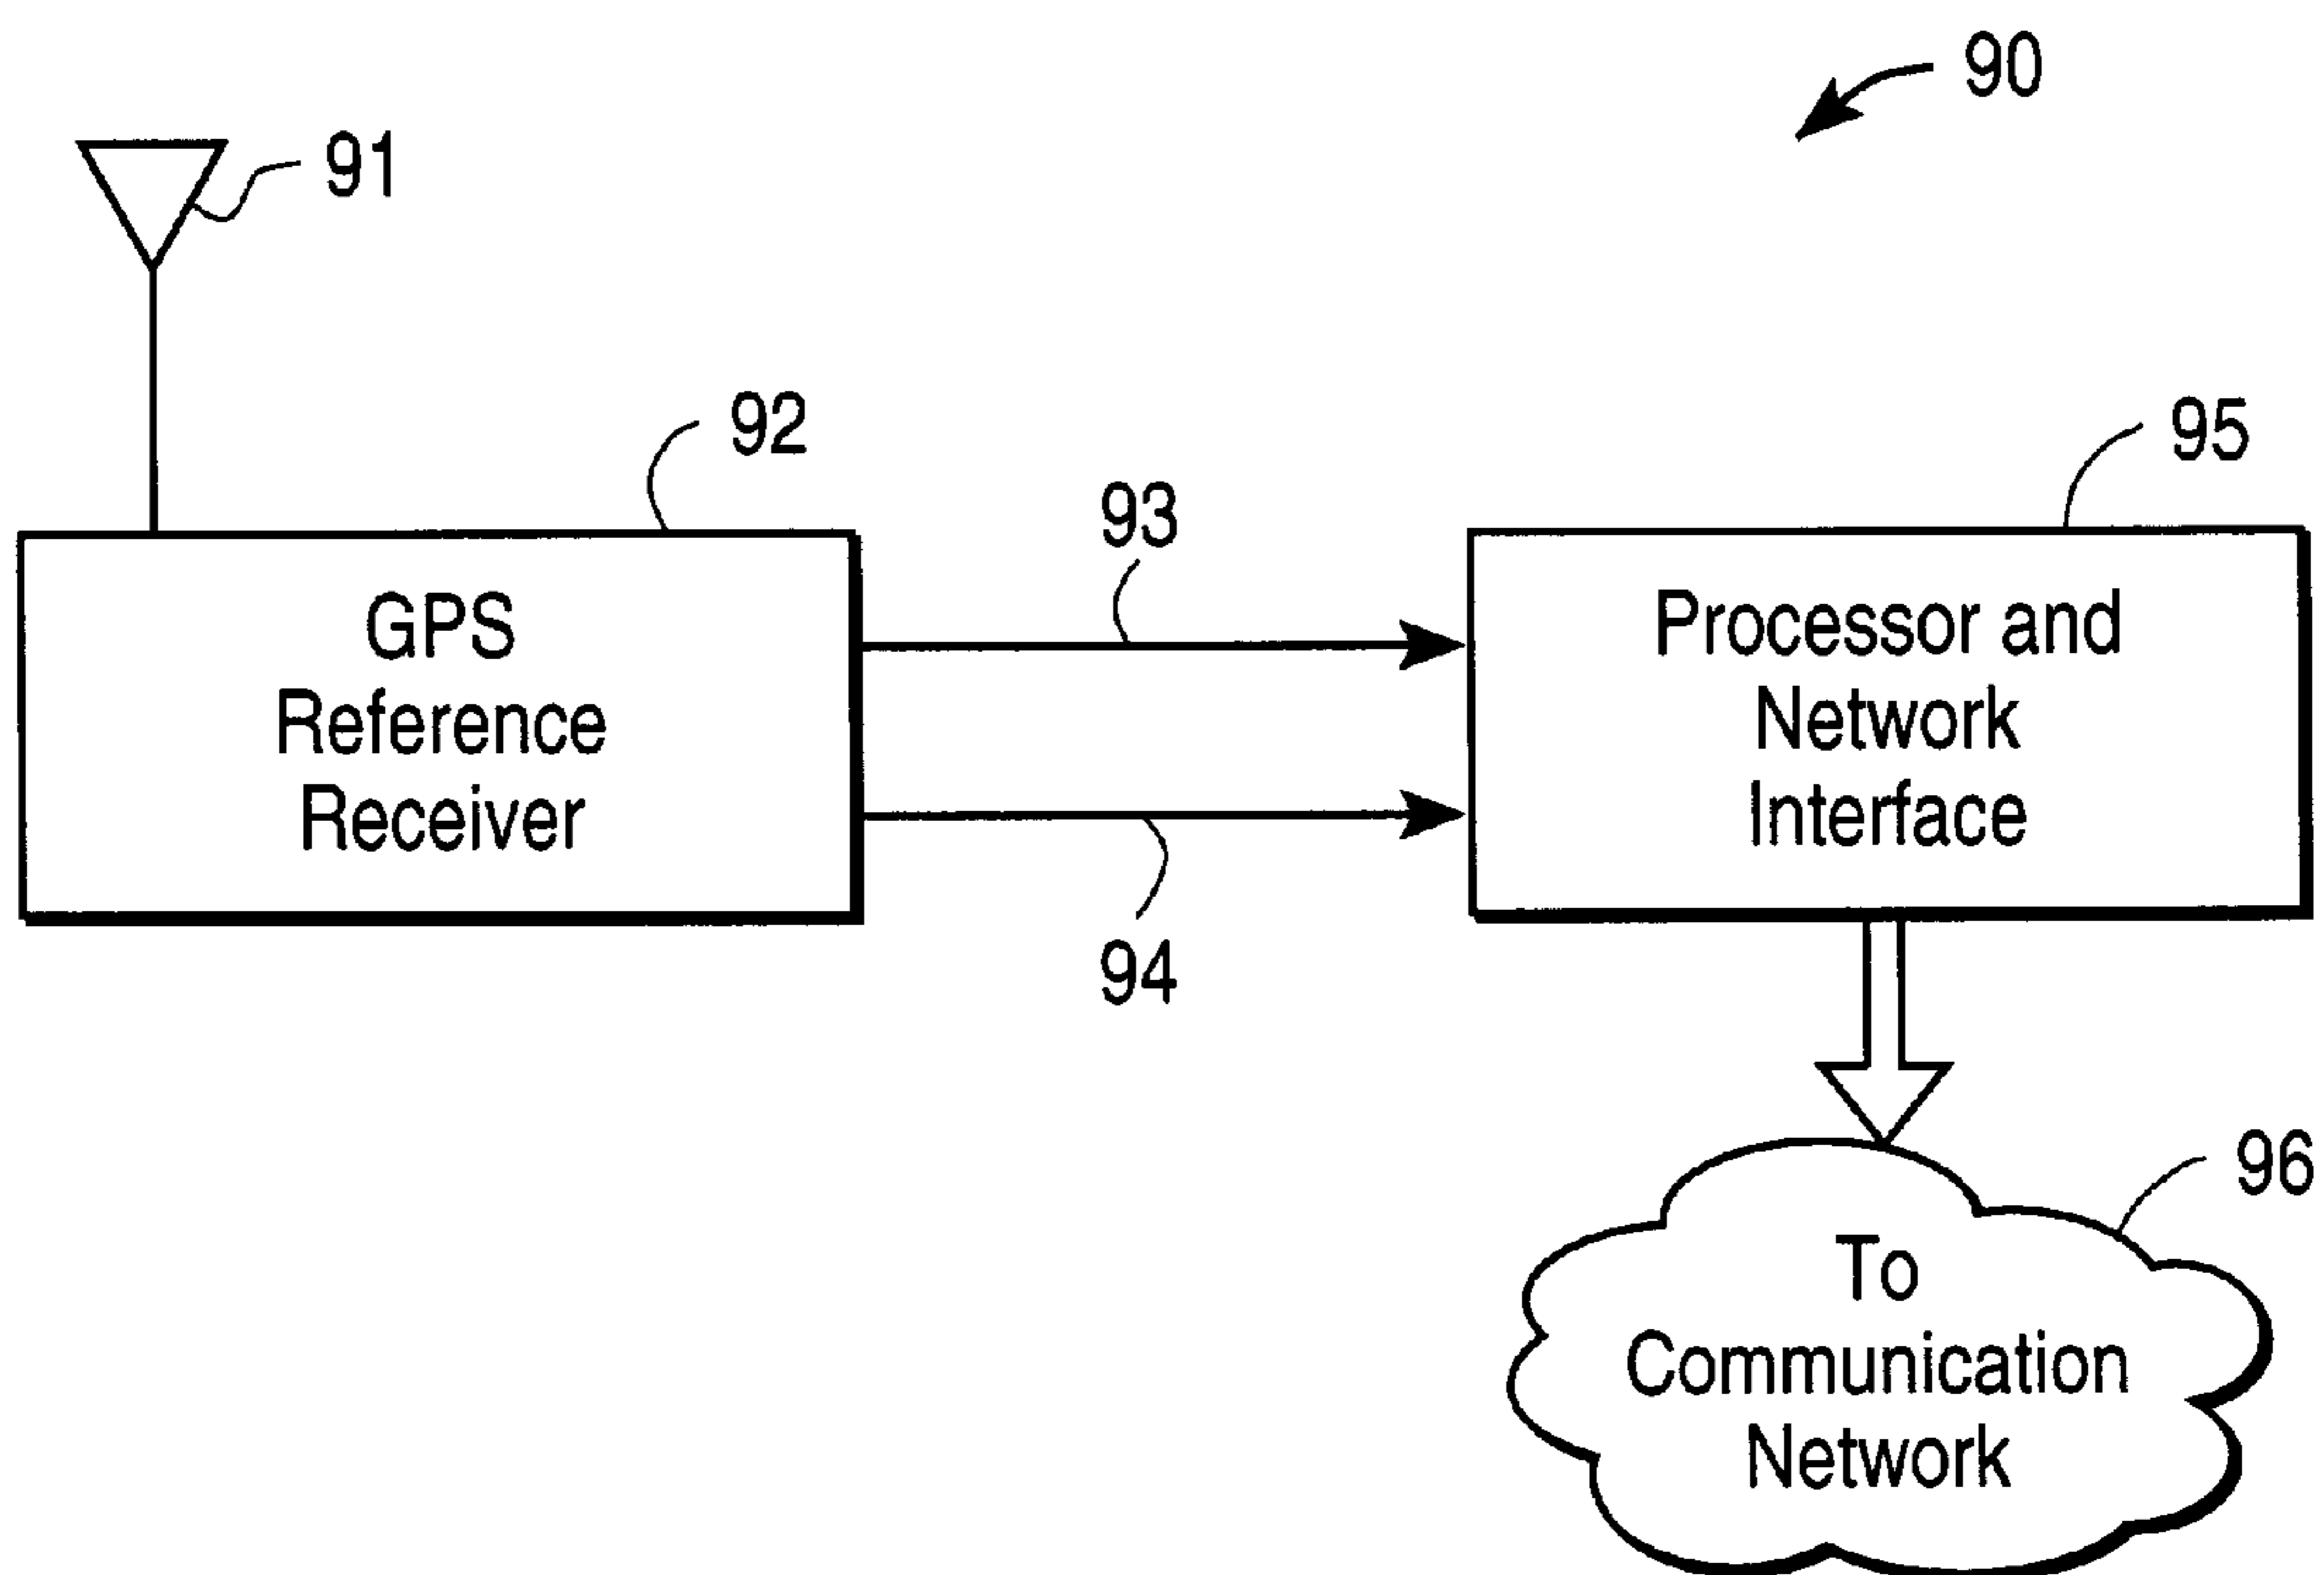 90
91
92
93
95
GPS
Reference
Receiver
Processor and
Network
Interface
94
96
To
Communication
Network